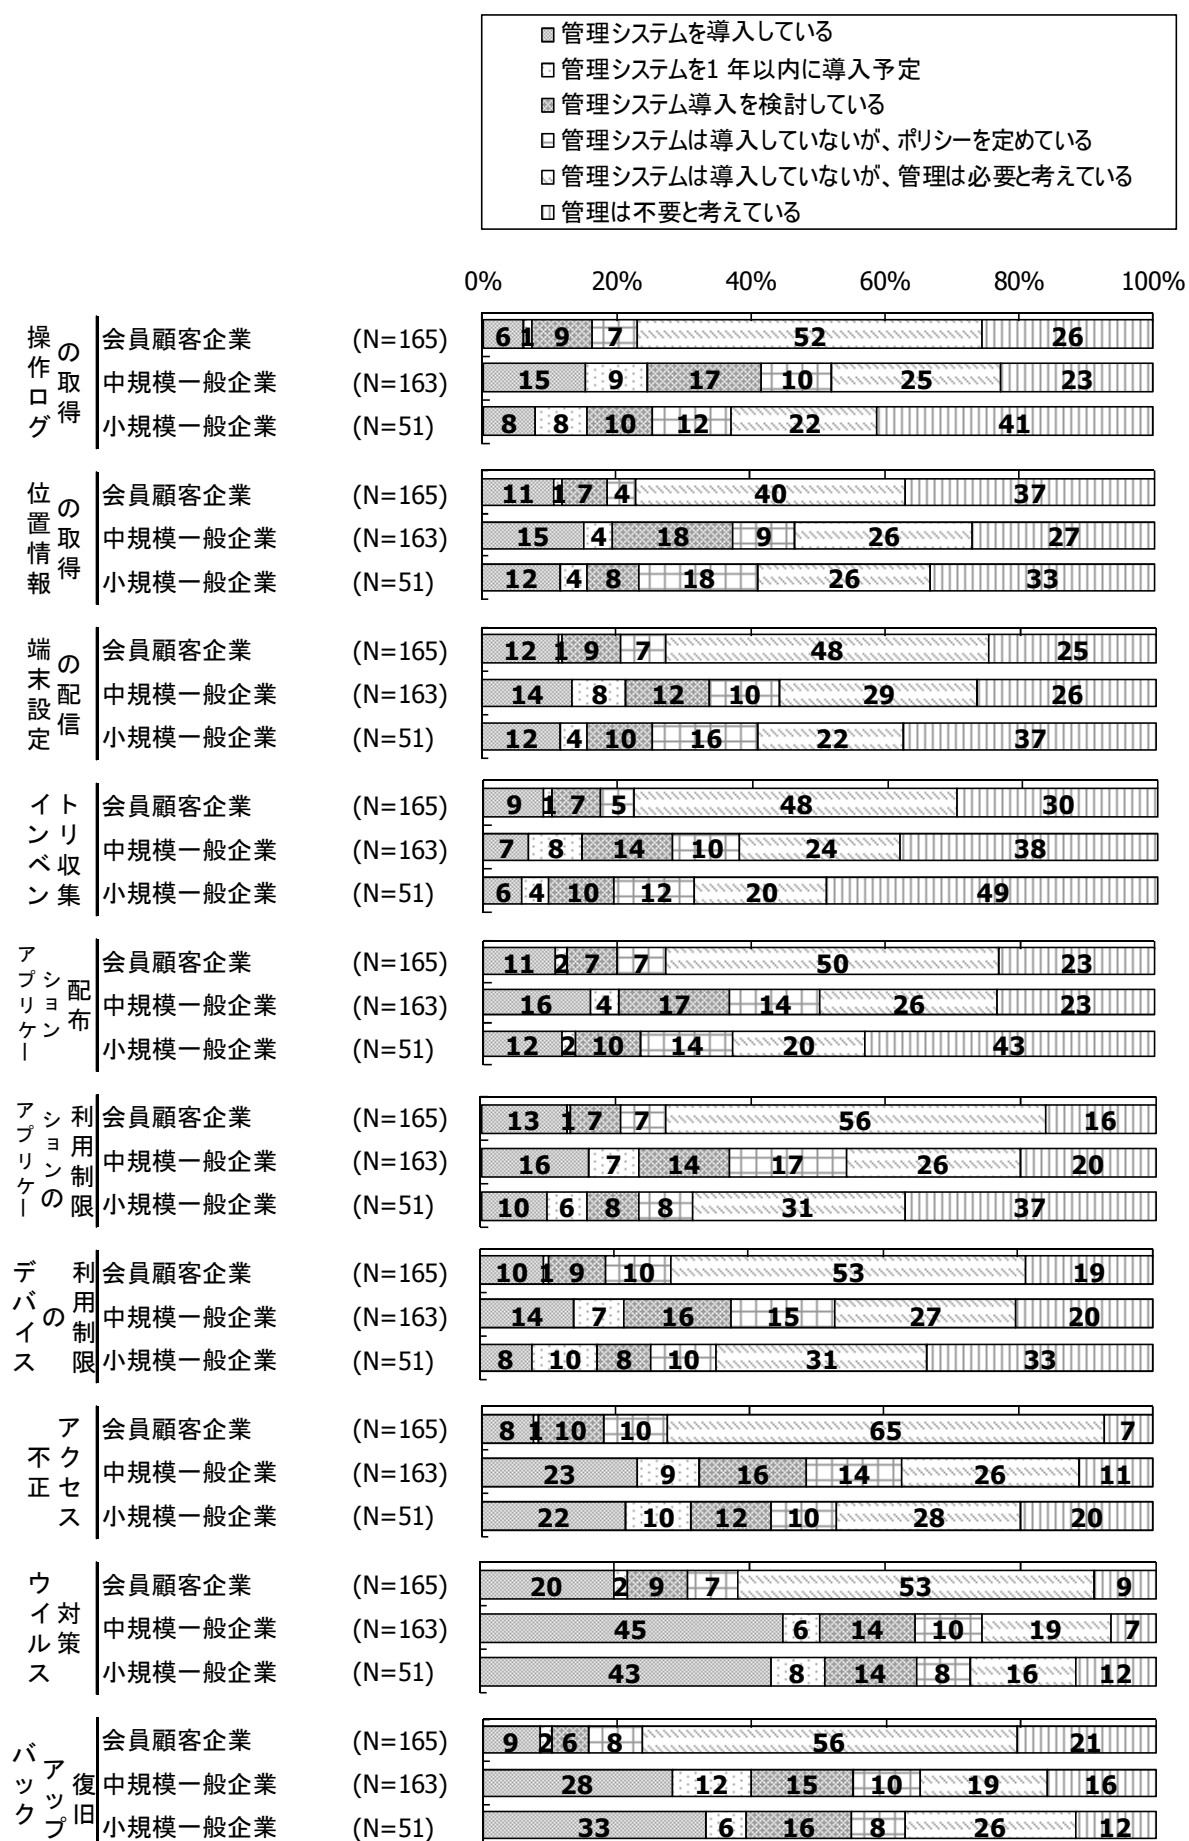 管理システムを導入している
管理システムを1年以内に導入予定
管理システム導入を検討している
管理システムは導入していないが、ポリシーを定めている
管理システムは導入していないが、管理は必要と考えている
管理は不要と考えている
0% 20% 40% 60% 80% 100%
操作ログの取得
会員顧客企業 (N=165) 6 1 9 7 52 26
中規模一般企業 (N=163) 15 9 17 10 25 23
小規模一般企業 (N=51) 8 8 10 12 22 41
位置情報の取得
会員顧客企業 (N=165) 11 1 7 4 40 37
中規模一般企業 (N=163) 15 4 18 9 26 27
小規模一般企業 (N=51) 12 4 8 18 26 33
端末設定の配信
会員顧客企業 (N=165) 12 1 9 7 48 25
中規模一般企業 (N=163) 14 8 12 10 29 26
小規模一般企業 (N=51) 12 4 10 16 22 37
インベントリ収集
会員顧客企業 (N=165) 9 1 7 5 48 30
中規模一般企業 (N=163) 7 8 14 10 24 38
小規模一般企業 (N=51) 6 4 10 12 20 49
アプリケーション配布
会員顧客企業 (N=165) 11 2 7 7 50 23
中規模一般企業 (N=163) 16 4 17 14 26 23
小規模一般企業 (N=51) 12 2 10 14 20 43
アプリケーションの利用制限
会員顧客企業 (N=165) 13 1 7 7 56 16
中規模一般企業 (N=163) 16 7 14 17 26 20
小規模一般企業 (N=51) 10 6 8 8 31 37
デバイスの利用制限
会員顧客企業 (N=165) 10 1 9 10 53 19
中規模一般企業 (N=163) 14 7 16 15 27 20
小規模一般企業 (N=51) 8 10 8 10 31 33
不正アクセス
会員顧客企業 (N=165) 8 1 10 10 65 7
中規模一般企業 (N=163) 23 9 16 14 26 11
小規模一般企業 (N=51) 22 10 12 10 28 20
ウイルス対策
会員顧客企業 (N=165) 20 2 9 7 53 9
中規模一般企業 (N=163) 45 6 14 10 19 7
小規模一般企業 (N=51) 43 8 14 8 16 12
バックアップ復旧
会員顧客企業 (N=165) 9 2 6 8 56 21
中規模一般企業 (N=163) 28 12 15 10 19 16
小規模一般企業 (N=51) 33 6 16 8 26 12